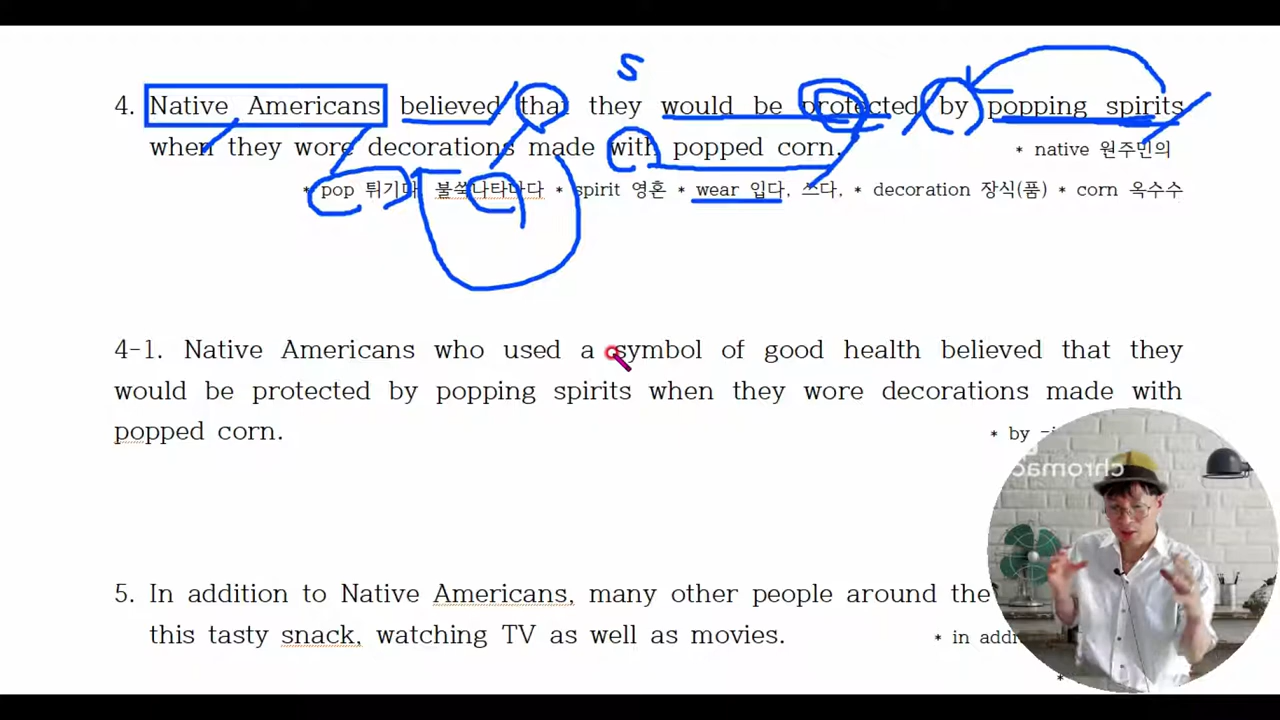 S
4. Native Americans believed that they would be protected by popping spirits
when they wore decorations made with popped corn. * native 원주민의
* pop 튀기다 불쑥나타나다 * spirit 영혼 * wear 입다, 쓰다, * decoration 장식(품) * corn 옥수수
4-1. Native Americans who used a symbol of good health believed that they
would be protected by popping spirits when they wore decorations made with
popped corn. * by
5. In addition to Native Americans, many other people around the
this tasty snack, watching TV as well as movies. * in